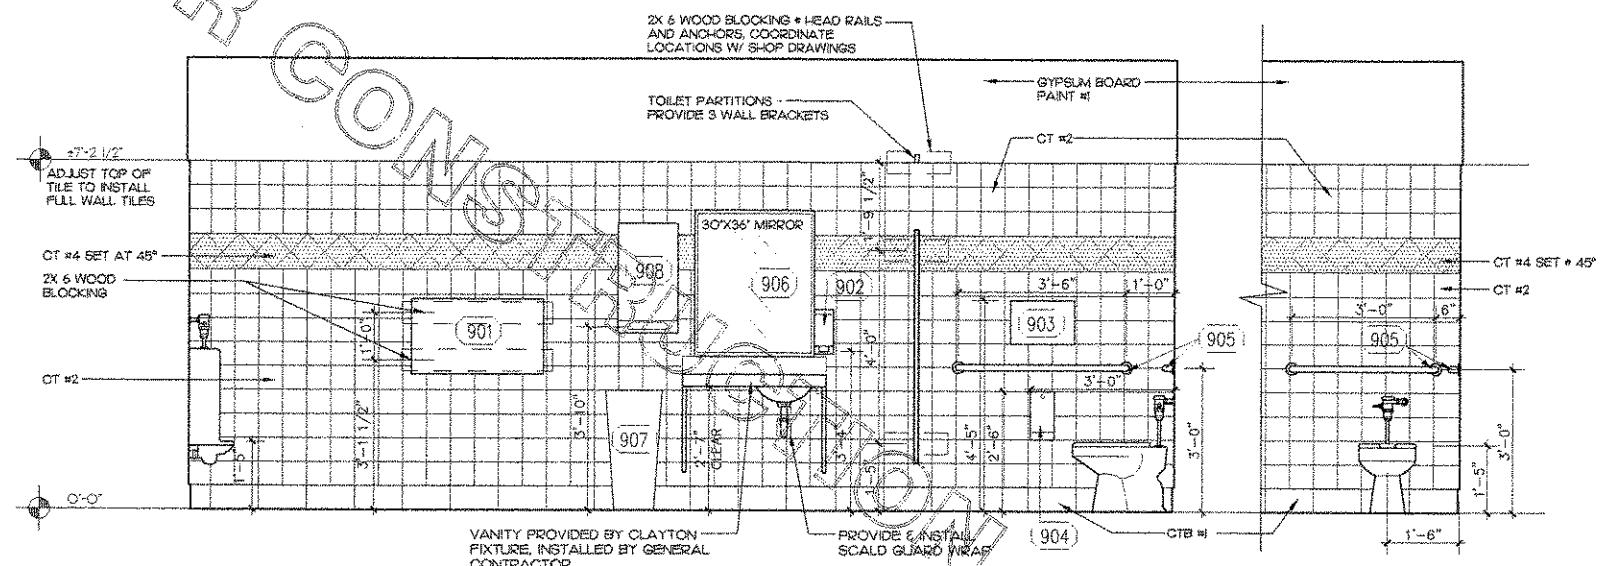 2X 6 WOOD BLOCKING @ HEAD RAILS
AND ANCHORS, COORDINATE
LOCATIONS W/ SHOP DRAWINGS
TOILET PARTITIONS -
PROVIDE 3 WALL BRACKETS
GYPSUM BOARD
PAINT #1
CT #2
±7'-2 1/2"
ADJUST TOP OF
TILE TO INSTALL
FULL WALL TILES
CT #4 SET AT 45°
2X 6 WOOD
BLOCKING
CT #2
0'-0"
1'-5"
901
1'-0"
3'-1 1/2"
3'-10"
908
907
30"X36" MIRROR
906
902
2'-7"
CLEAR
3'-4"
4'-0"
1'-9 1/2"
1'-5"
3'-6"
1'-0"
903
905
3'-0"
4'-5"
2'-6"
904
3'-0"
CTB #1
VANITY PROVIDED BY CLAYTON
FIXTURE, INSTALLED BY GENERAL
CONTRACTOR
PROVIDE & INSTALL
SCALD GUARD WRAP
CT #4 SET @ 45°
CT #2
3'-0"
6"
905
1'-5"
3'-0"
1'-6"
R CONSTRUCTION